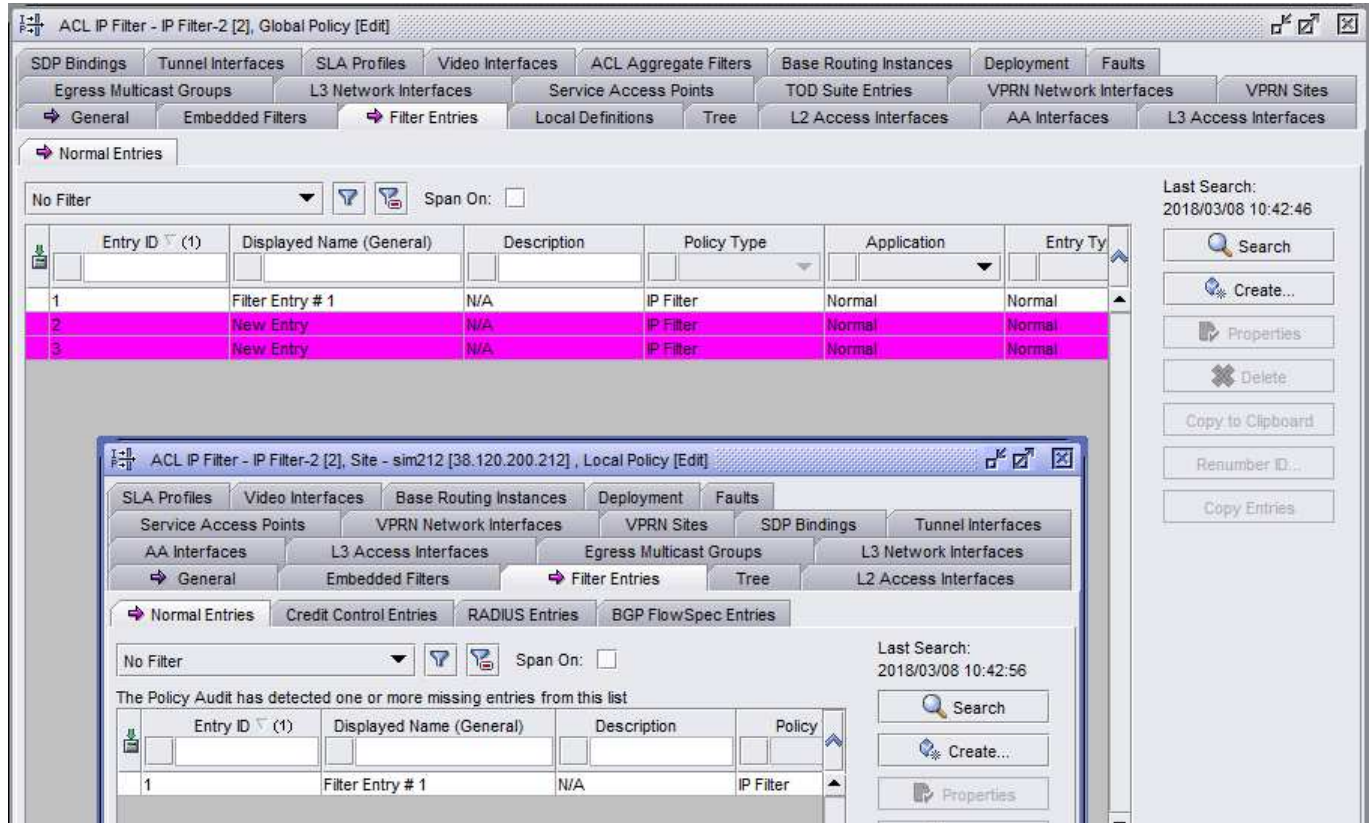 ACL IP Filter - IP Filter-2 [2], Global Policy [Edit]
SDP Bindings Tunnel Interfaces SLA Profiles Video Interfaces ACL Aggregate Filters Base Routing Instances Deployment Faults
Egress Multicast Groups L3 Network Interfaces Service Access Points TOD Suite Entries VPRN Network Interfaces VPRN Sites
General Embedded Filters Filter Entries Local Definitions Tree L2 Access Interfaces AA Interfaces L3 Access Interfaces
Normal Entries
No Filter Span On:
Last Search:
2018/03/08 10:42:46
Entry ID (1) Displayed Name (General) Description Policy Type Application Entry Ty
1 Filter Entry # 1 N/A IP Filter Normal Normal
2 New Entry N/A IP Filter Normal Normal
3 New Entry N/A IP Filter Normal Normal
Search
Create...
Properties
Delete
Copy to Clipboard
Renumber ID...
Copy Entries
ACL IP Filter - IP Filter-2 [2], Site - sim212 [38.120.200.212] , Local Policy [Edit]
SLA Profiles Video Interfaces Base Routing Instances Deployment Faults
Service Access Points VPRN Network Interfaces VPRN Sites SDP Bindings Tunnel Interfaces
AA Interfaces L3 Access Interfaces Egress Multicast Groups L3 Network Interfaces
General Embedded Filters Filter Entries Tree L2 Access Interfaces
Normal Entries Credit Control Entries RADIUS Entries BGP FlowSpec Entries
No Filter Span On:
Last Search:
2018/03/08 10:42:56
The Policy Audit has detected one or more missing entries from this list
Entry ID (1) Displayed Name (General) Description Policy
1 Filter Entry # 1 N/A IP Filter
Search
Create...
Properties